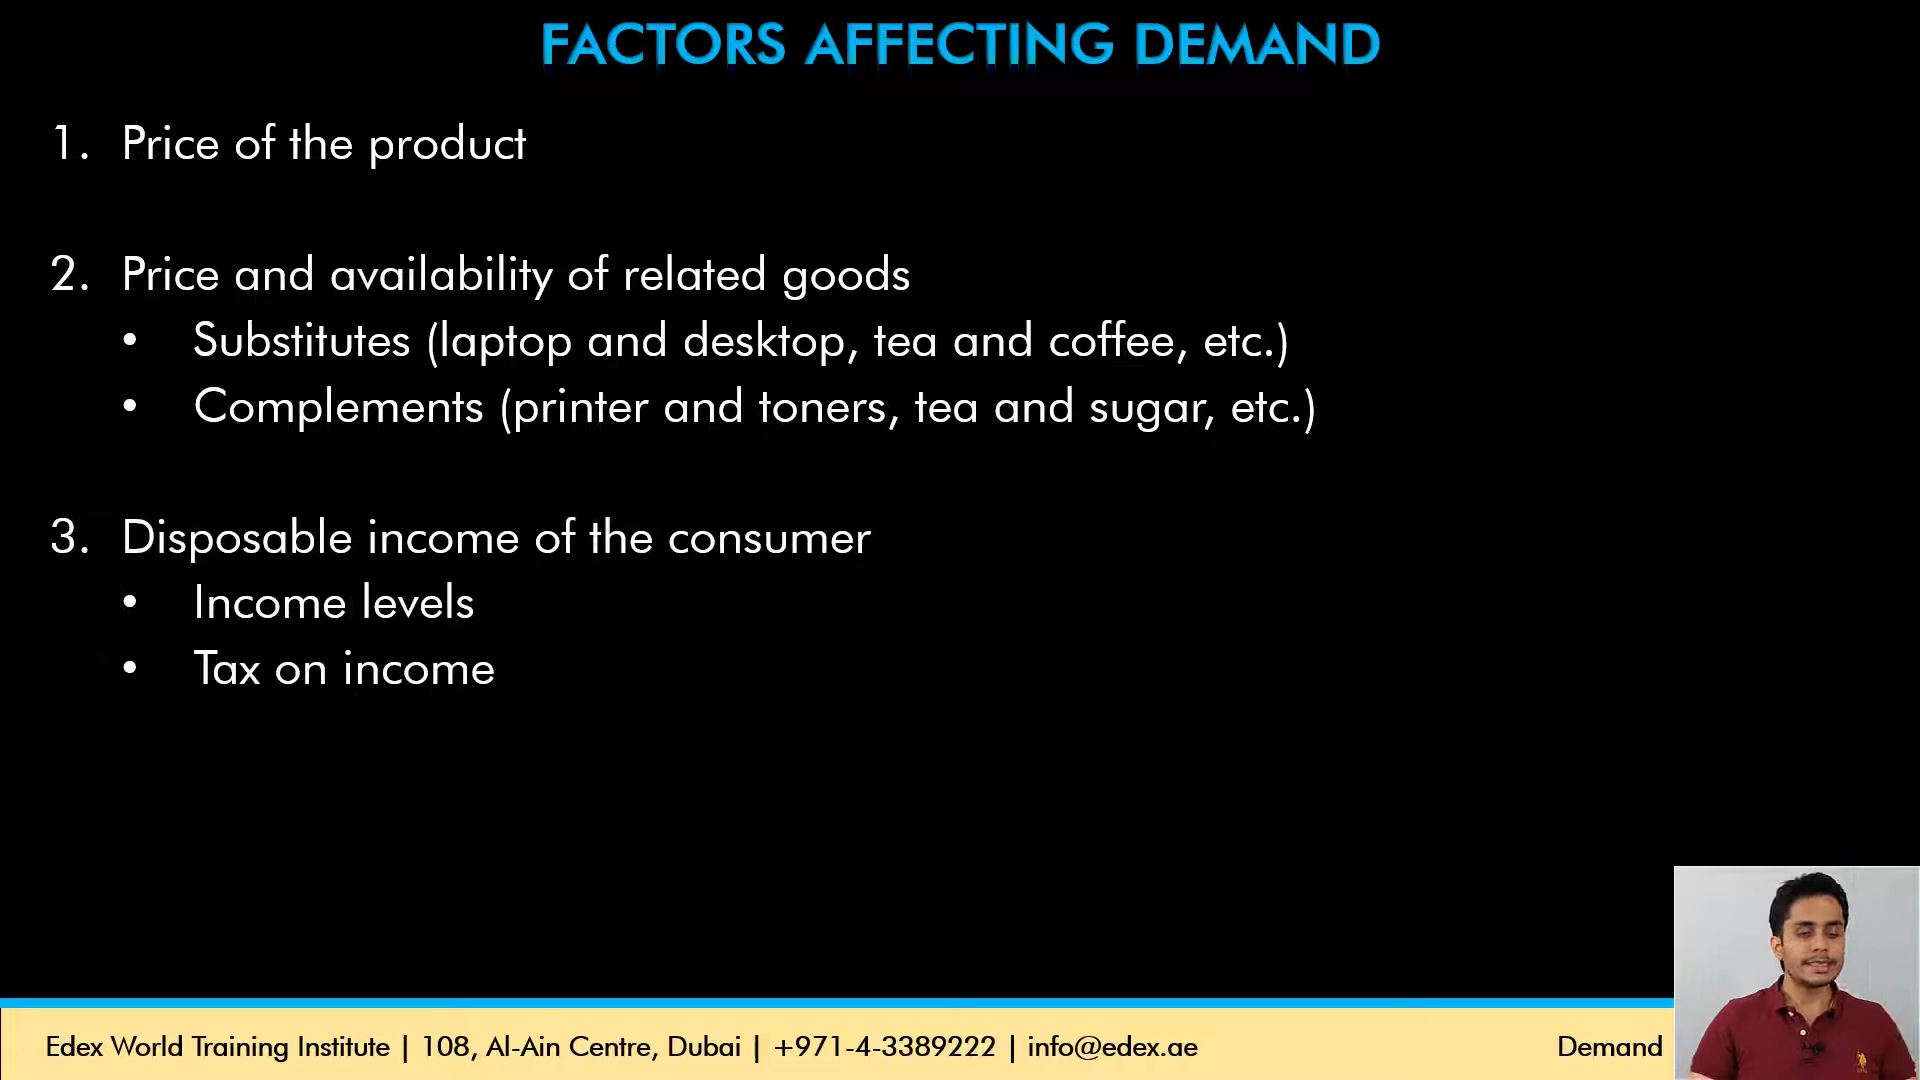 FACTORS AFFECTING DEMAND
1. Price of the product
2. Price and availability of related goods
• Substitutes (laptop and desktop, tea and coffee, etc.)
• Complements (printer and toners, tea and sugar, etc.)
3. Disposable income of the consumer
• Income levels
• Tax on income
Edex World Training Institute | 108, Al-Ain Centre, Dubai | +971-4-3389222 | info@edex.ae
Demand